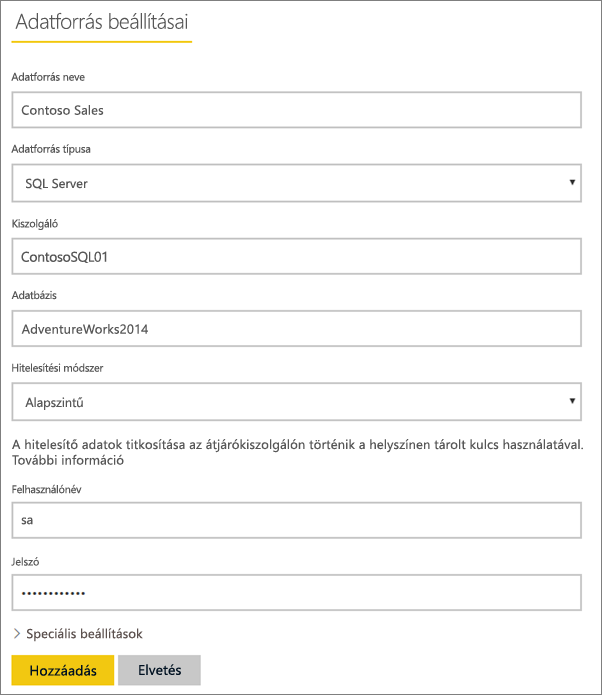 Adatforrás beállításai
Adatforrás neve
Contoso Sales
Adatforrás típusa
SQL Server
Kiszolgáló
ContosoSQL01
Adatbázis
AdventureWorks2014
Hitelesítési módszer
Alapszintű
A hitelesítő adatok titkosítása az átjárókiszolgálón történik a helyszínen tárolt kulcs használatával.
További információ
Felhasználónév
sa
Jelszó
••••••••••••
Speciális beállítások
Hozzáadás
Elvetés